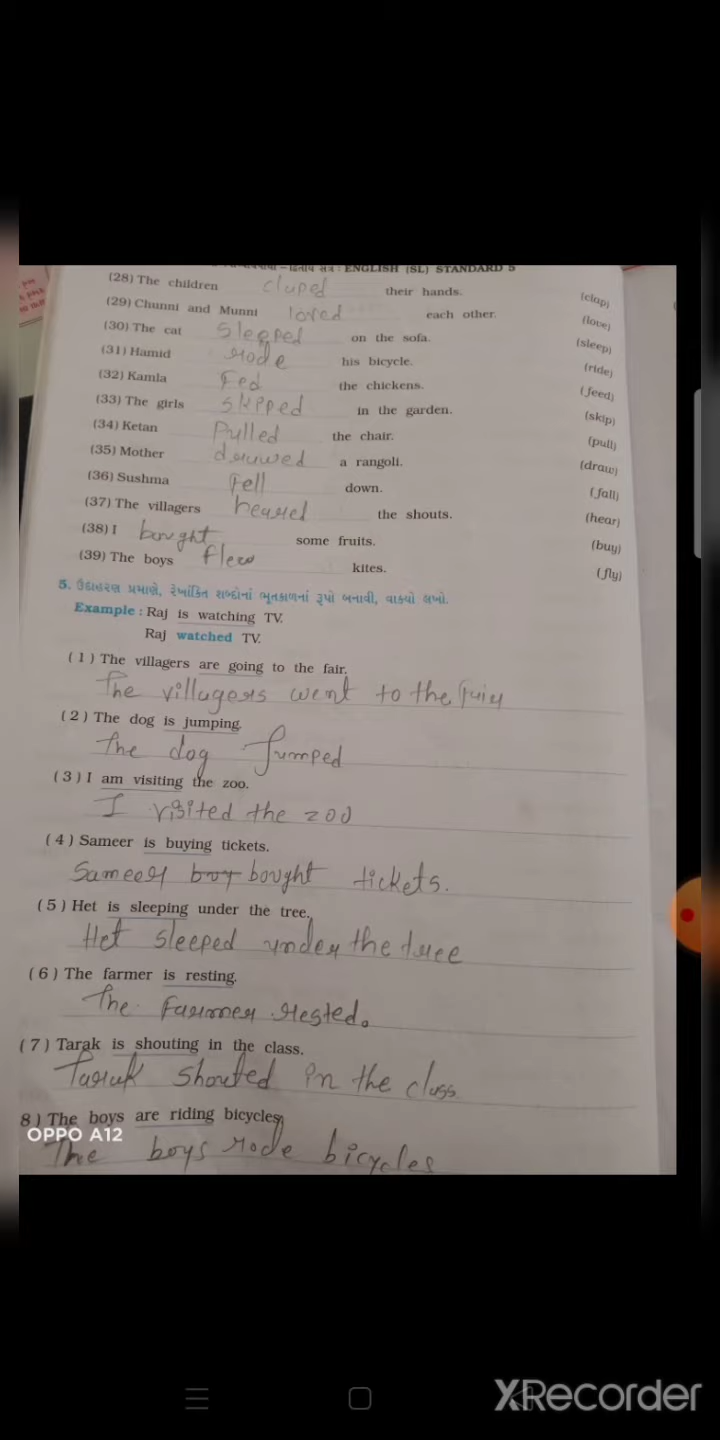 દ્વિતીય સત્ર : ENGLISH (SL) STANDARD 5
(28) The children claped their hands. (clap)
(29) Chunni and Munni loved each other. (love)
(30) The cat sleeped on the sofa. (sleep)
(31) Hamid rode his bicycle. (ride)
(32) Kamla Fed the chickens. (feed)
(33) The girls skipped in the garden. (skip)
(34) Ketan Pulled the chair. (pull)
(35) Mother drawed a rangoli. (draw)
(36) Sushma Fell down. (fall)
(37) The villagers heared the shouts. (hear)
(38) I bought some fruits. (buy)
(39) The boys flew kites. (fly)
5. ઉદાહરણ પ્રમાણે, રેખાંકિત શબ્દોનાં ભૂતકાળનાં રૂપો બનાવી, વાક્યો લખો.
Example : Raj is watching TV.
Raj watched TV.
(1) The villagers are going to the fair.
The villagers went to the fair
(2) The dog is jumping.
The dog Jumped
(3) I am visiting the zoo.
I visited the zoo
(4) Sameer is buying tickets.
Sameer boy bought tickets.
(5) Het is sleeping under the tree.
Het sleeped under the tree
(6) The farmer is resting.
The Farmer rested.
(7) Tarak is shouting in the class.
Tarak shouted in the class
8) The boys are riding bicycles.
OPPO A12
The boys rode bicycles
XRecorder